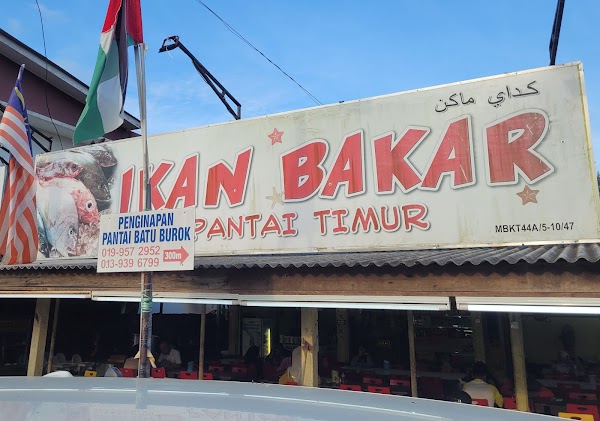 كداي ماكن
IKAN BAKAR
PANTAI TIMUR
MBKT44A/5-10/47
PENGINAPAN
PANTAI BATU BUROK
019-957 2952
013-939 6799
300m